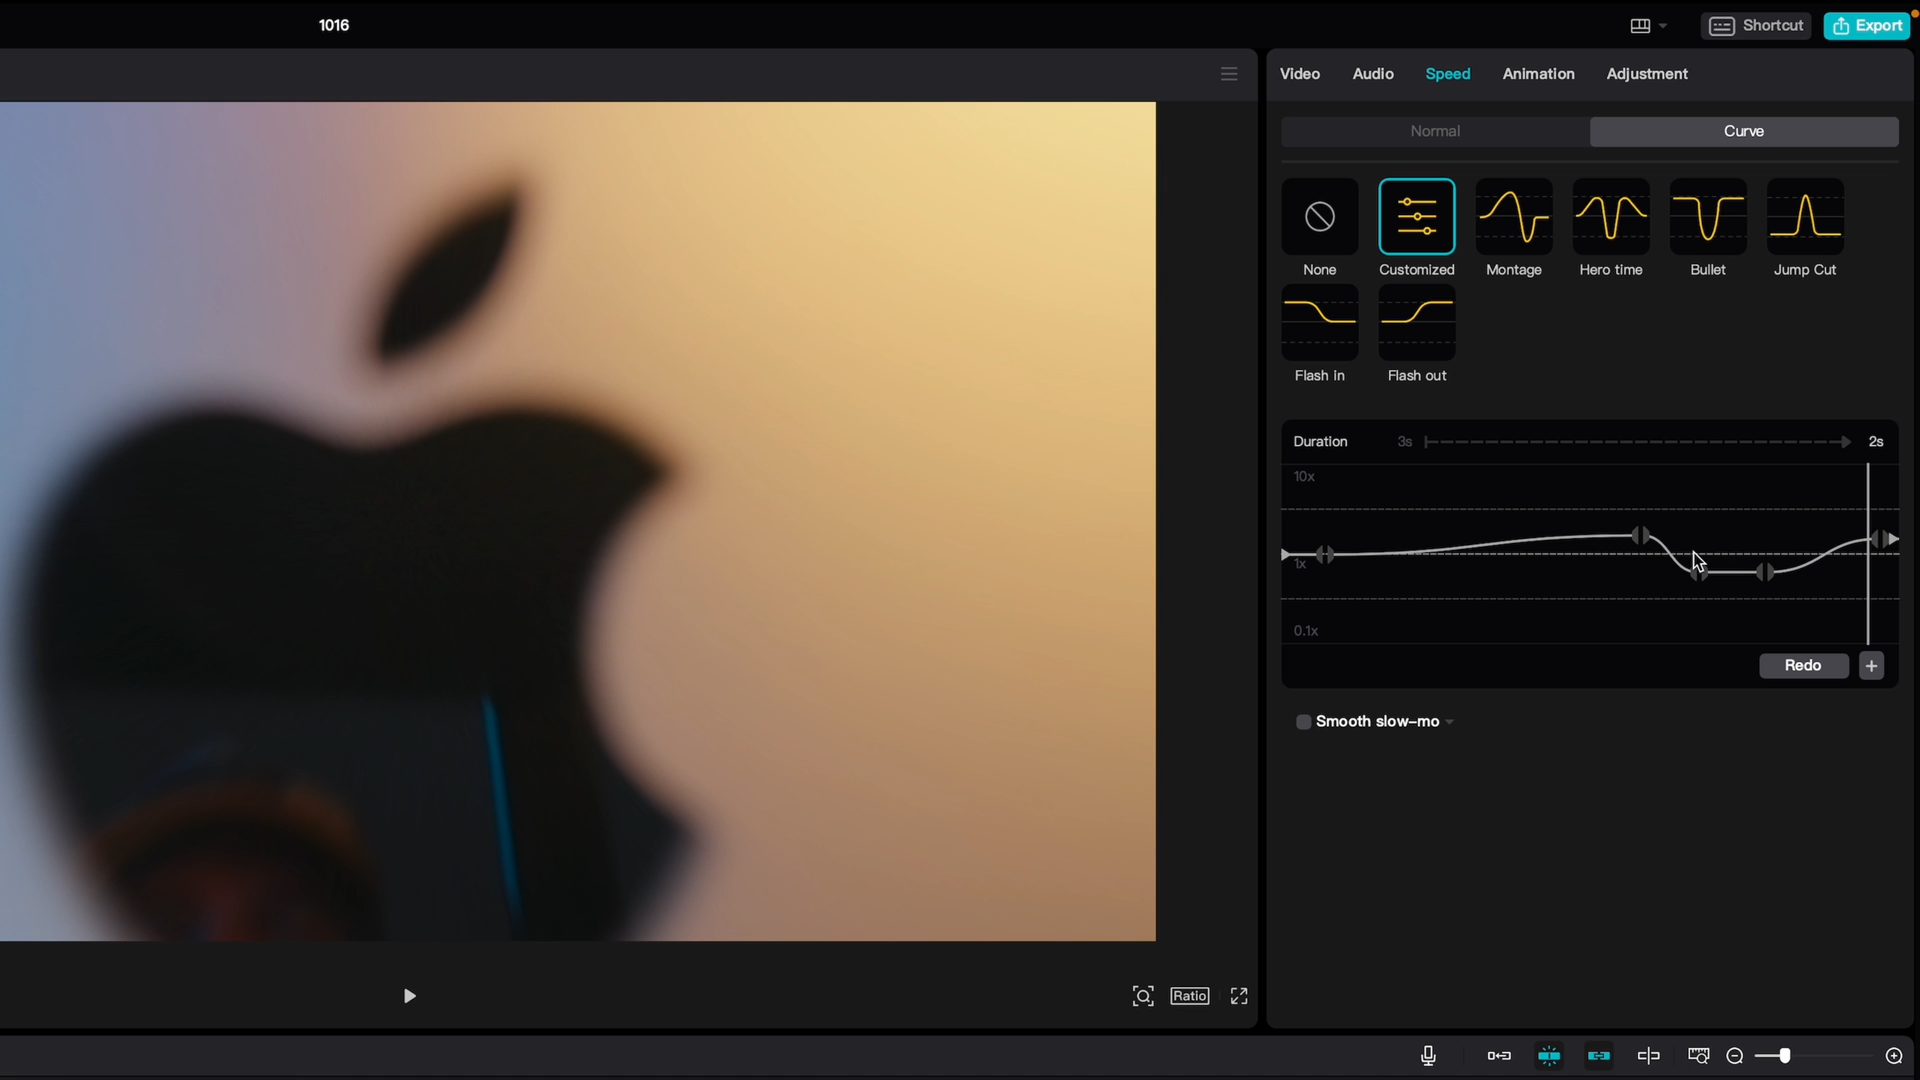 1016
Shortcut
Export
Video Audio Speed Animation Adjustment
Normal Curve
None Customized Montage Hero time Bullet Jump Cut
Flash in Flash out
Duration 3s 2s
10x
1x
0.1x
Redo
Smooth slow-mo
Ratio